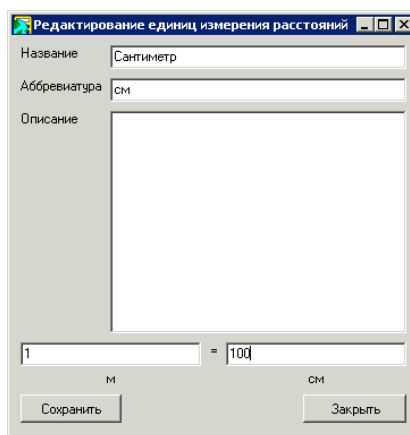 Редактирование единиц измерения расстояний
Название Сантиметр
Аббревиатура см
Описание
1 = 100
м см
Сохранить Закрыть